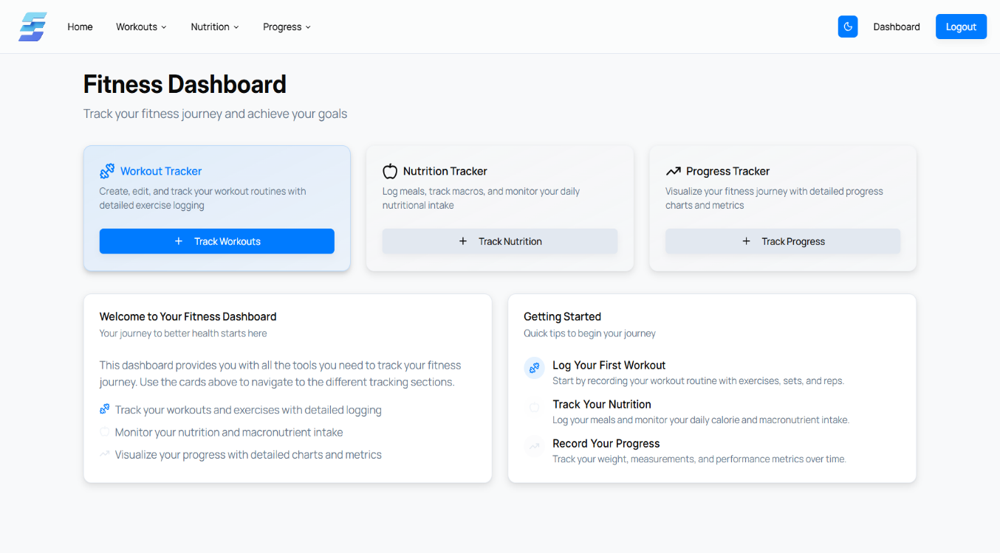 Home
Workouts
Nutrition
Progress
Dashboard
Logout
Fitness Dashboard
Track your fitness journey and achieve your goals
Workout Tracker
Create, edit, and track your workout routines with
detailed exercise logging
+ Track Workouts
Nutrition Tracker
Log meals, track macros, and monitor your daily
nutritional intake
+ Track Nutrition
Progress Tracker
Visualize your fitness journey with detailed progress
charts and metrics
+ Track Progress
Welcome to Your Fitness Dashboard
Your journey to better health starts here
This dashboard provides you with all the tools you need to track your fitness
journey. Use the cards above to navigate to the different tracking sections.
Track your workouts and exercises with detailed logging
Monitor your nutrition and macronutrient intake
Visualize your progress with detailed charts and metrics
Getting Started
Quick tips to begin your journey
Log Your First Workout
Start by recording your workout routine with exercises, sets, and reps.
Track Your Nutrition
Log your meals and monitor your daily calorie and macronutrient intake.
Record Your Progress
Track your weight, measurements, and performance metrics over time.